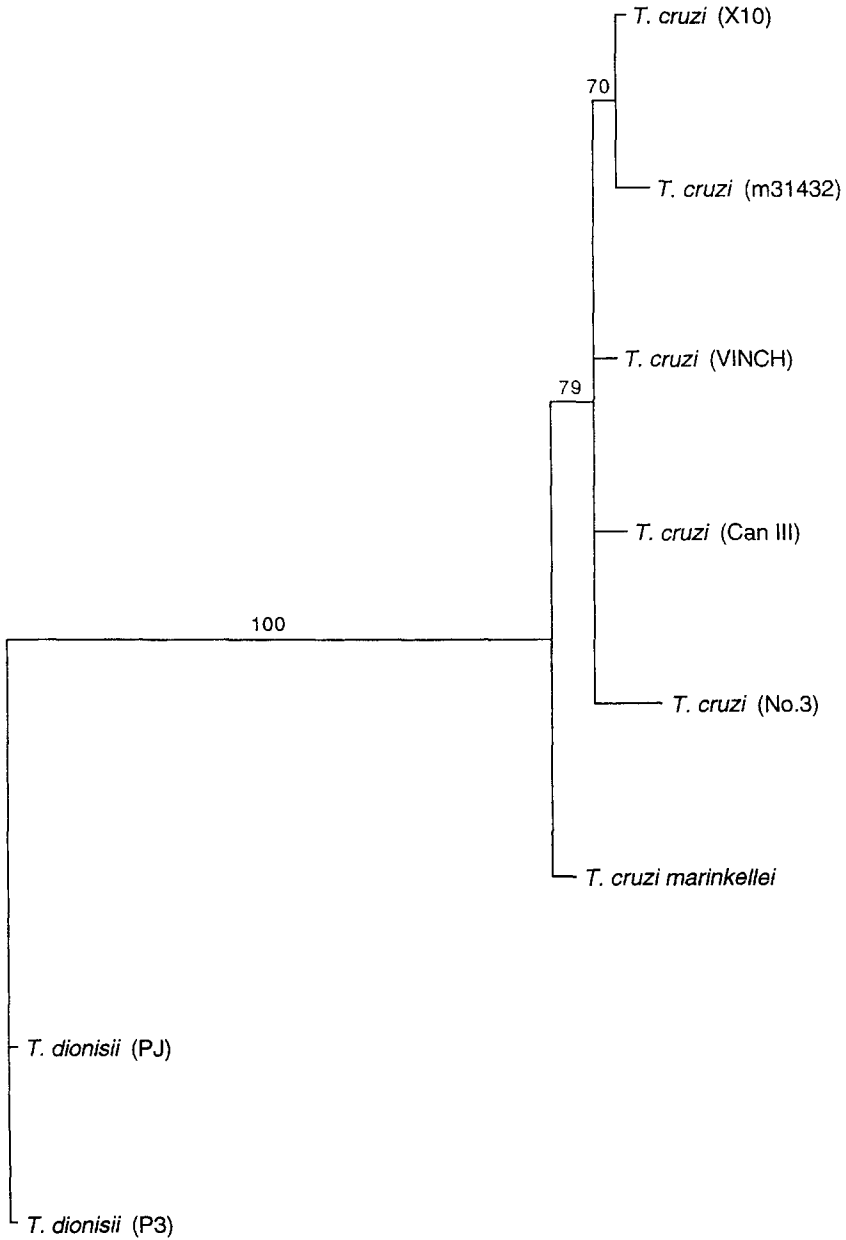 T. cruzi (X10)
70
T. cruzi (m31432)
T. cruzi (VINCH)
79
T. cruzi (Can III)
100
T. cruzi (No.3)
T. cruzi marinkellei
T. dionisii (PJ)
T. dionisii (P3)